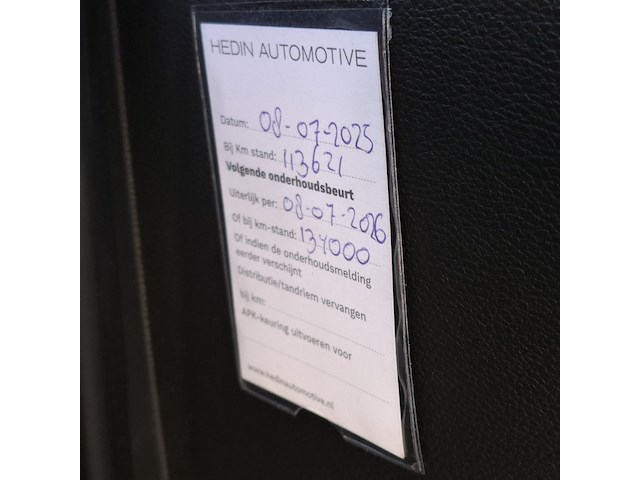 HEDIN AUTOMOTIVE
Datum: 08-07-2025
Bij Km stand: 113621
Volgende onderhoudsbeurt
Uiterlijk per: 08-07-2026
Of bij km-stand: 134000
Of indien de onderhoudsmelding
eerder verschijnt
Distributie/tandriem vervangen
bij km:
APK-keuring uitvoeren voor
www.hedinautomotive.nl